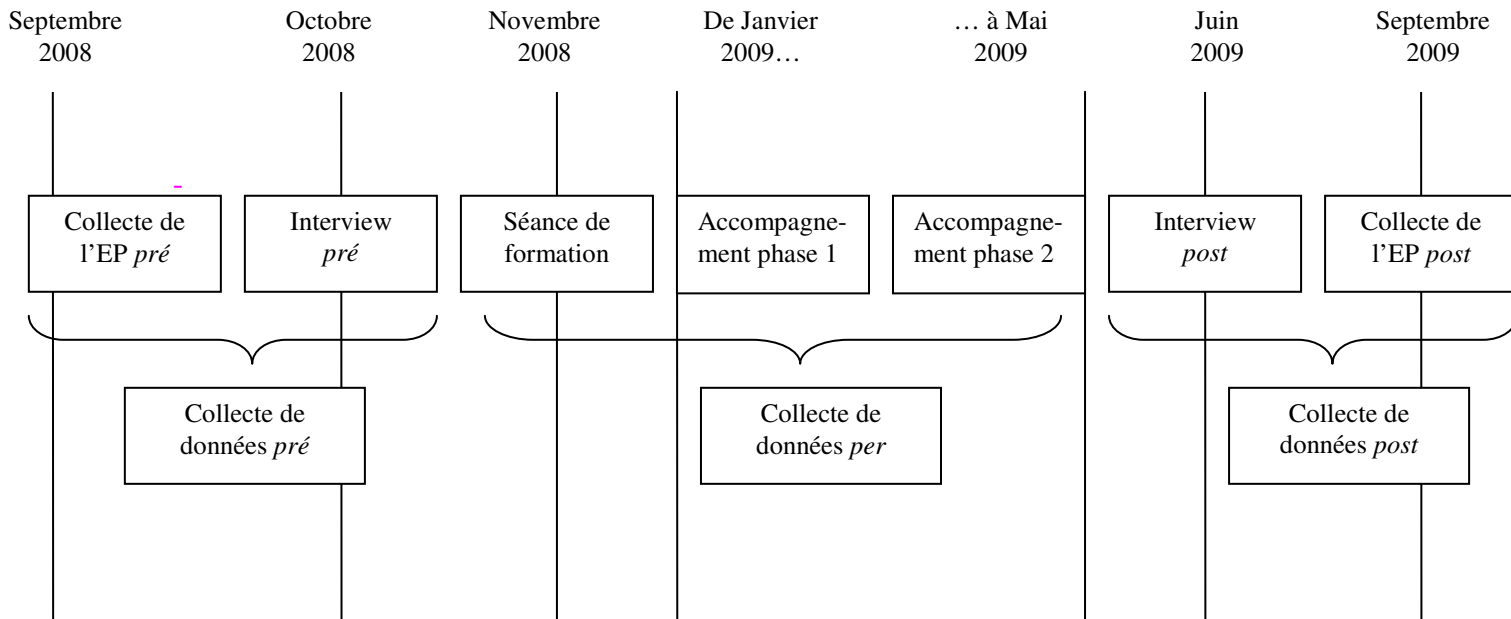 Septembre
2008
Octobre
2008
Novembre
2008
De Janvier
2009…
… à Mai
2009
Juin
2009
Septembre
2009
Collecte de
l’EP pré
Interview
pré
Séance de
formation
Accompagne-
ment phase 1
Accompagne-
ment phase 2
Interview
post
Collecte de
l’EP post
Collecte de
données pré
Collecte de
données per
Collecte de
données post